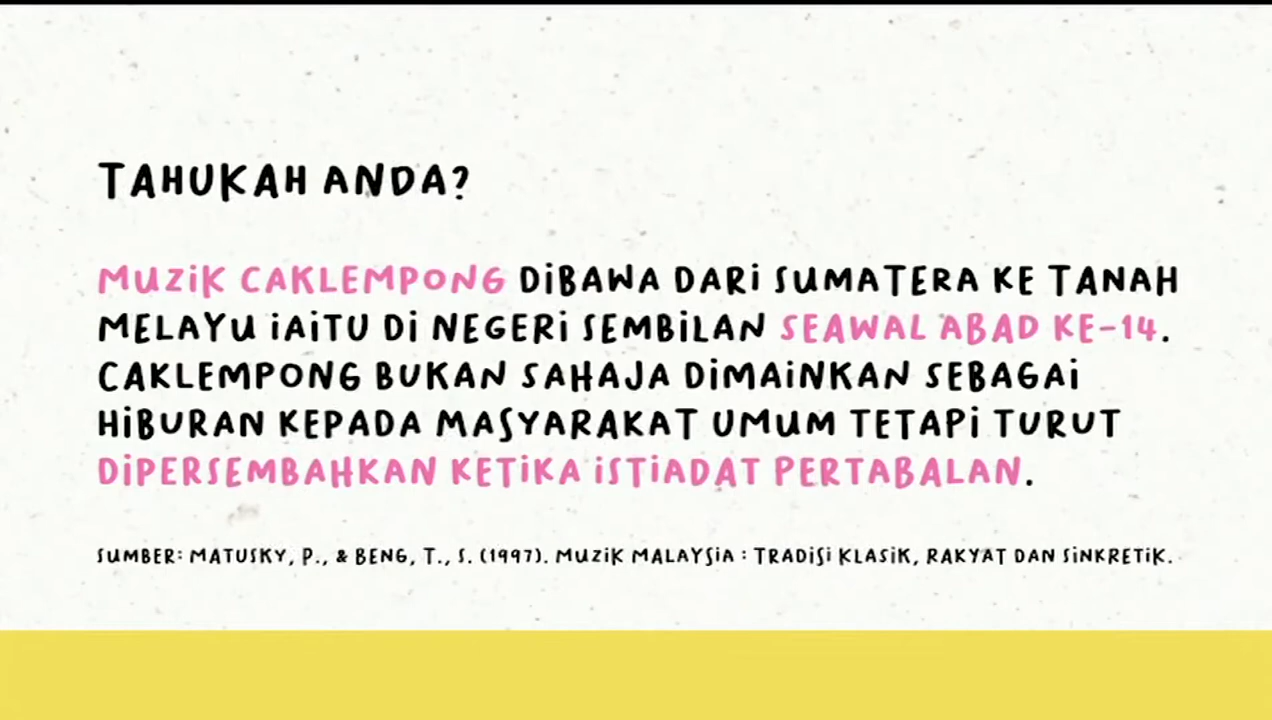 TAHUKAH ANDA?
MUZIK CAKLEMPONG DIBAWA DARI SUMATERA KE TANAH
MELAYU IAITU DI NEGERI SEMBILAN SEAWAL ABAD KE-14.
CAKLEMPONG BUKAN SAHAJA DIMAINKAN SEBAGAI
HIBURAN KEPADA MASYARAKAT UMUM TETAPI TURUT
DIPERSEMBAHKAN KETIKA ISTIADAT PERTABALAN.
SUMBER: MATUSKY, P., & BENG, T., S. (1997). MUZIK MALAYSIA : TRADISI KLASIK, RAKYAT DAN SINKRETIK.